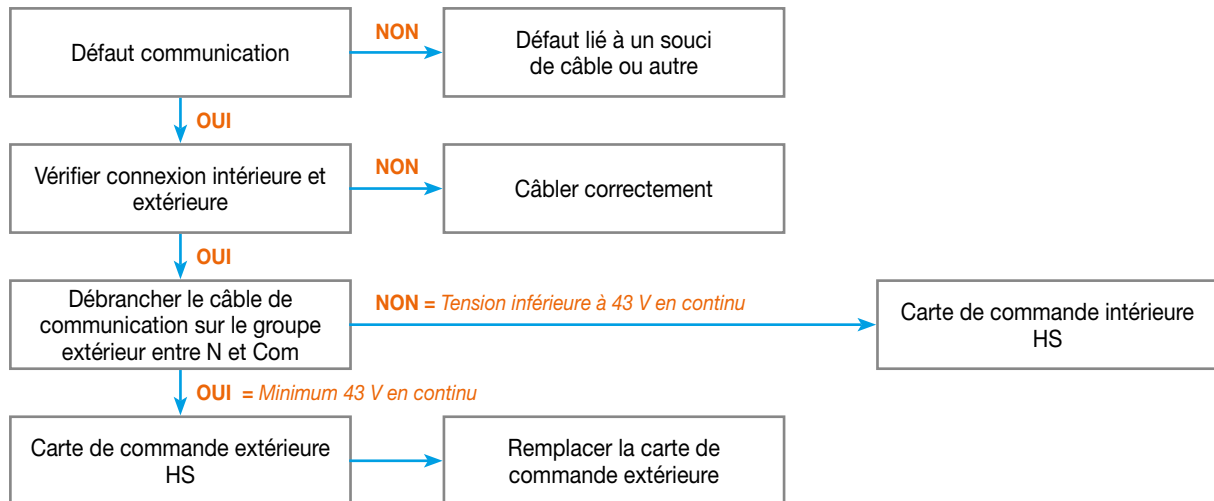 Défaut communication
NON
Défaut lié à un souci
de câble ou autre
OUI
Vérifier connexion intérieure et
extérieure
NON
Câbler correctement
OUI
Débrancher le câble de
communication sur le groupe
extérieur entre N et Com
NON = Tension inférieure à 43 V en continu
Carte de commande intérieure
HS
OUI = Minimum 43 V en continu
Carte de commande extérieure
HS
Remplacer la carte de
commande extérieure